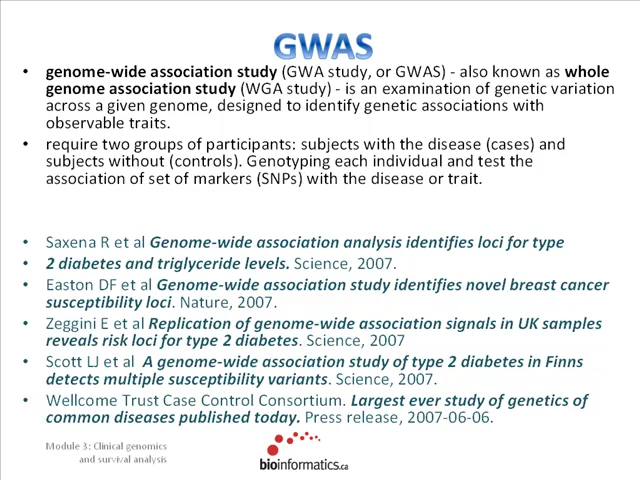 GWAS
• genome-wide association study (GWA study, or GWAS) - also known as whole
genome association study (WGA study) - is an examination of genetic variation
across a given genome, designed to identify genetic associations with
observable traits.
• require two groups of participants: subjects with the disease (cases) and
subjects without (controls). Genotyping each individual and test the
association of set of markers (SNPs) with the disease or trait.
• Saxena R et al Genome-wide association analysis identifies loci for type
• 2 diabetes and triglyceride levels. Science, 2007.
• Easton DF et al Genome-wide association study identifies novel breast cancer
susceptibility loci. Nature, 2007.
• Zeggini E et al Replication of genome-wide association signals in UK samples
reveals risk loci for type 2 diabetes. Science, 2007
• Scott LJ et al A genome-wide association study of type 2 diabetes in Finns
detects multiple susceptibility variants. Science, 2007.
• Wellcome Trust Case Control Consortium. Largest ever study of genetics of
common diseases published today. Press release, 2007-06-06.
Module 3: Clinical genomics
and survival analysis
bioinformatics.ca